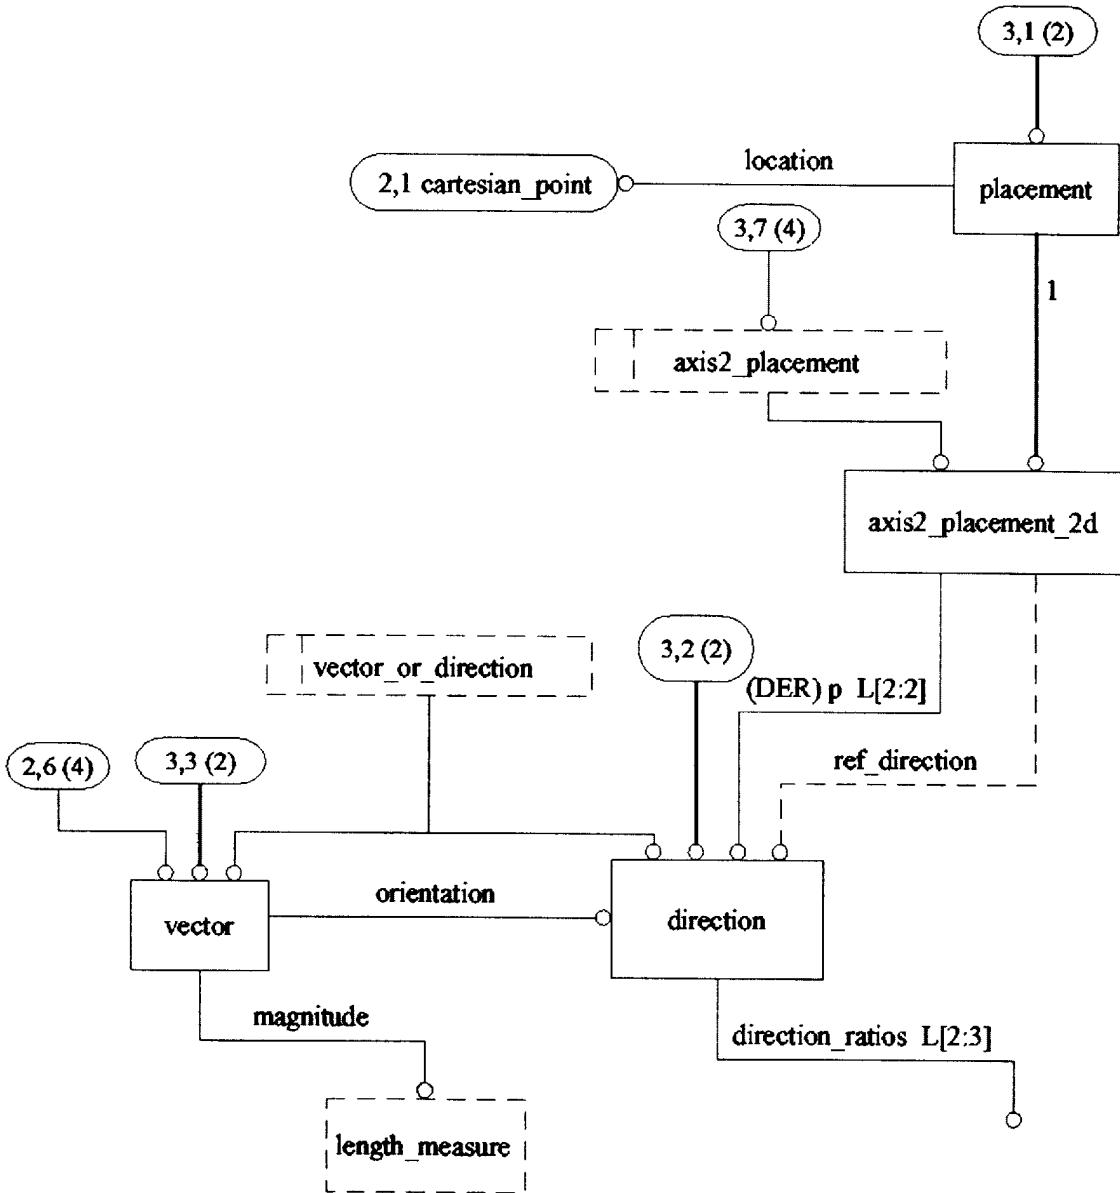 3,1 (2)
location
2,1 cartesian_point
placement
3,7 (4)
1
axis2_placement
axis2_placement_2d
3,2 (2)
vector_or_direction
(DER) p L[2:2]
2,6 (4)
3,3 (2)
ref_direction
orientation
vector
direction
magnitude
direction_ratios L[2:3]
length_measure